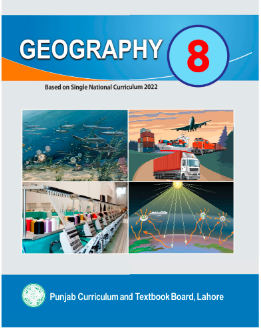 GEOGRAPHY 8
Based on Single National Curriculum 2022
Punjab Curriculum and Textbook Board, Lahore